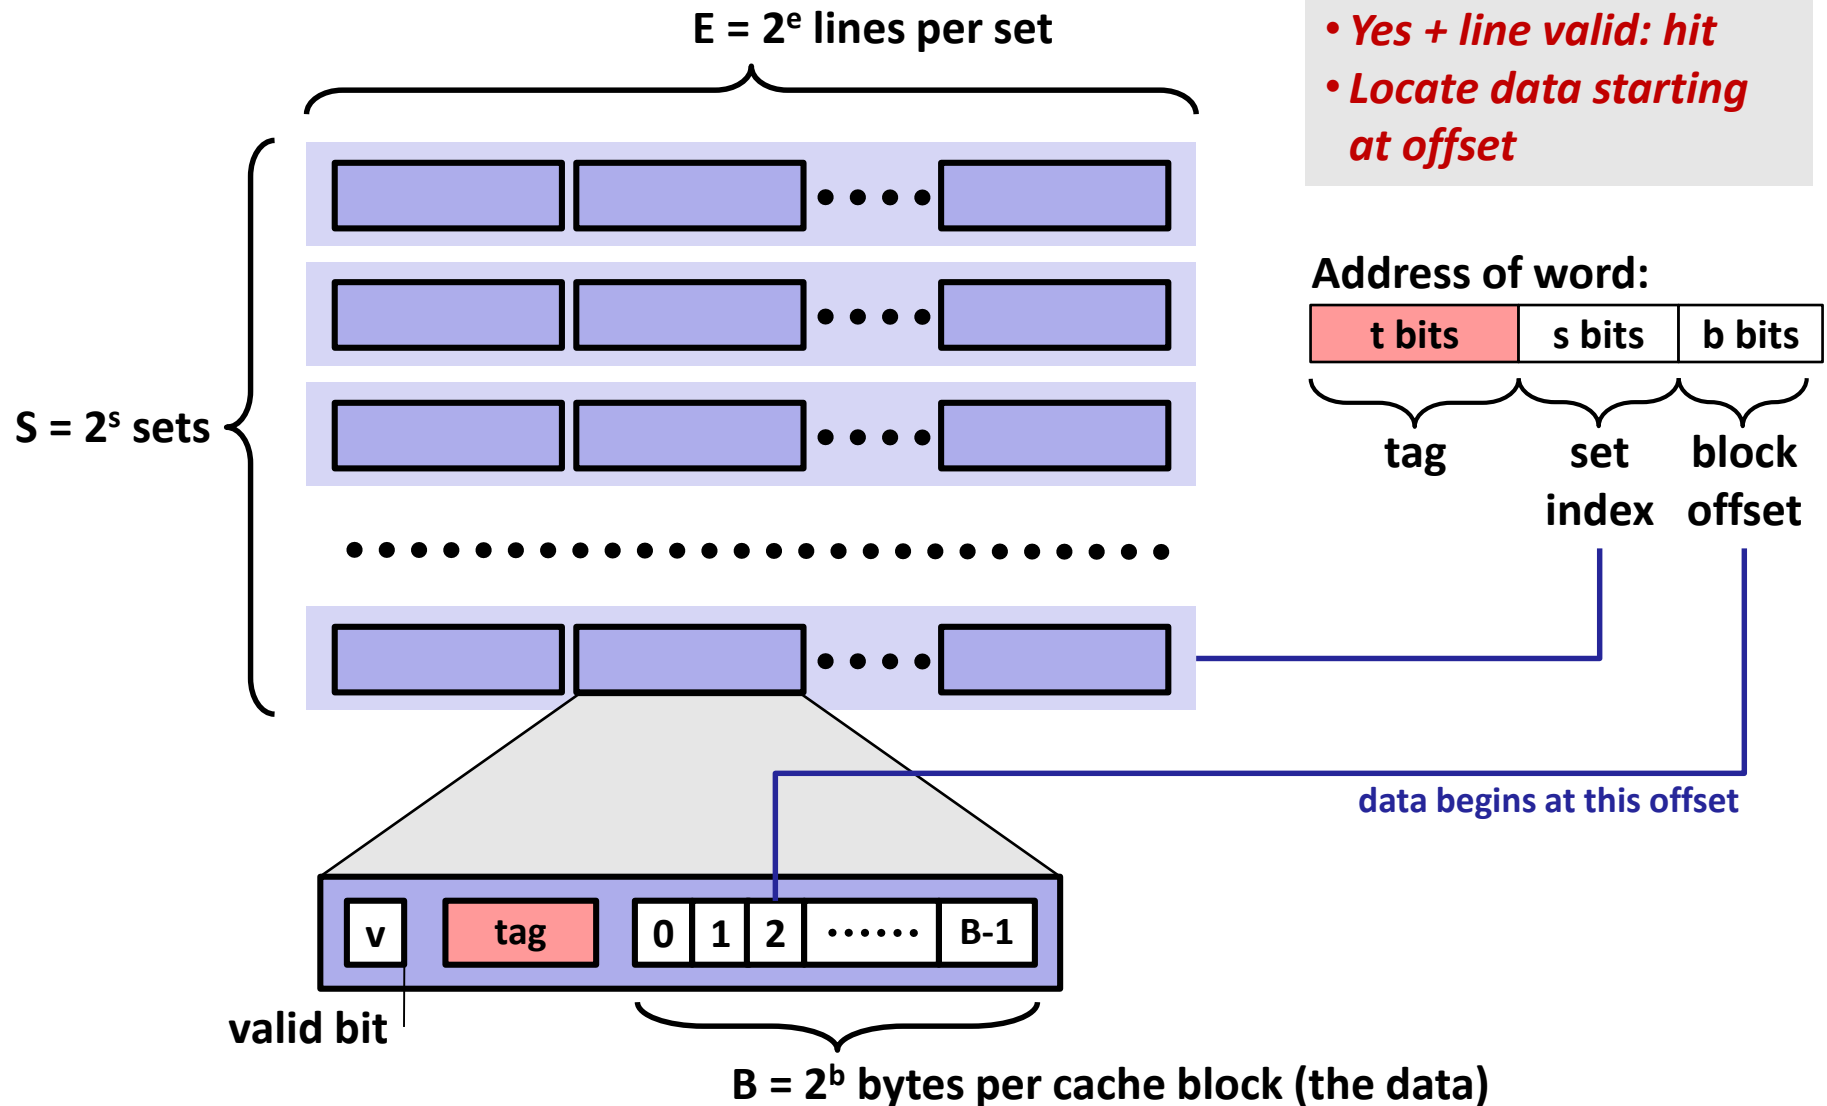 E = 2ᵉ lines per set
• Yes + line valid: hit
• Locate data starting
at offset
Address of word:
t bits s bits b bits
S = 2ˢ sets
tag set block
index offset
data begins at this offset
v tag 0 1 2 •••••• B-1
valid bit
B = 2ᵇ bytes per cache block (the data)